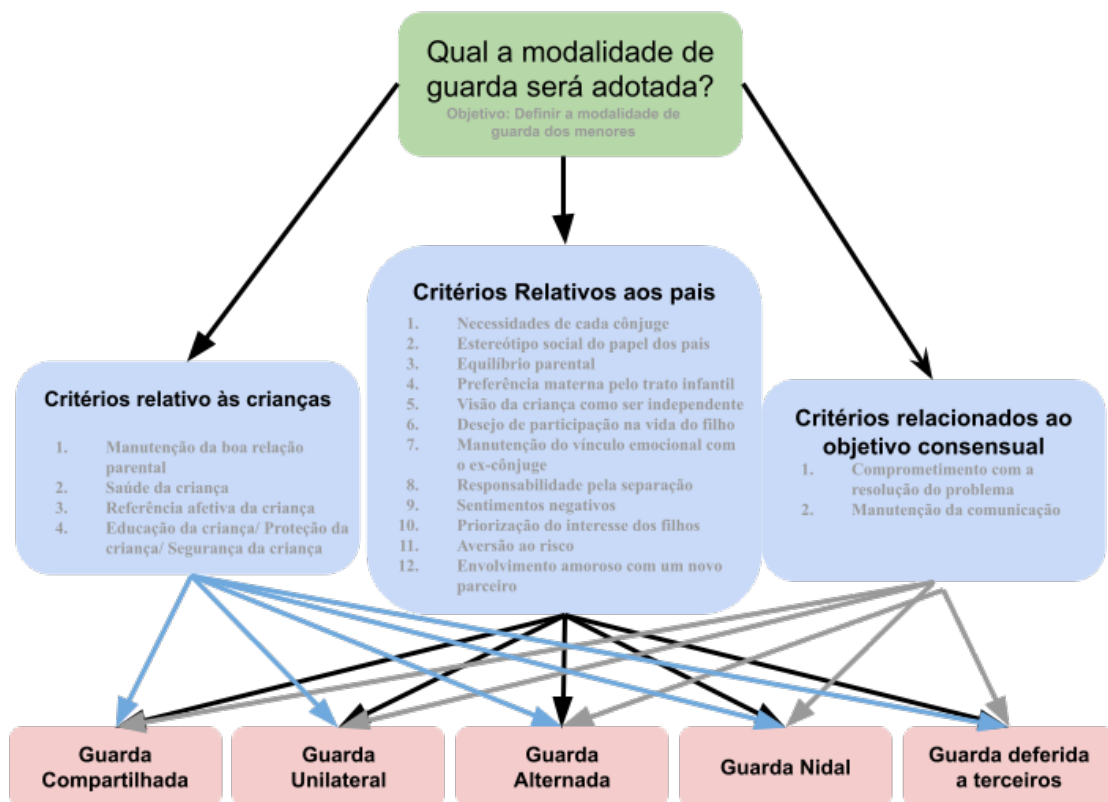 Qual a modalidade de
guarda será adotada?
Objetivo: Definir a modalidade de
guarda dos menores
Critérios relativo às crianças
1. Manutenção da boa relação
parental
2. Saúde da criança
3. Referência afetiva da criança
4. Educação da criança/ Proteção da
criança/ Segurança da criança
Critérios Relativos aos pais
1. Necessidades de cada cônjuge
2. Estereótipo social do papel dos pais
3. Equilíbrio parental
4. Preferência materna pelo trato infantil
5. Visão da criança como ser independente
6. Desejo de participação na vida do filho
7. Manutenção do vínculo emocional com
o ex-cônjuge
8. Responsabilidade pela separação
9. Sentimentos negativos
10. Priorização do interesse dos filhos
11. Aversão ao risco
12. Envolvimento amoroso com um novo
parceiro
Critérios relacionados ao
objetivo consensual
1. Comprometimento com a
resolução do problema
2. Manutenção da comunicação
Guarda
Compartilhada
Guarda
Unilateral
Guarda
Alternada
Guarda Nidal
Guarda deferida
a terceiros